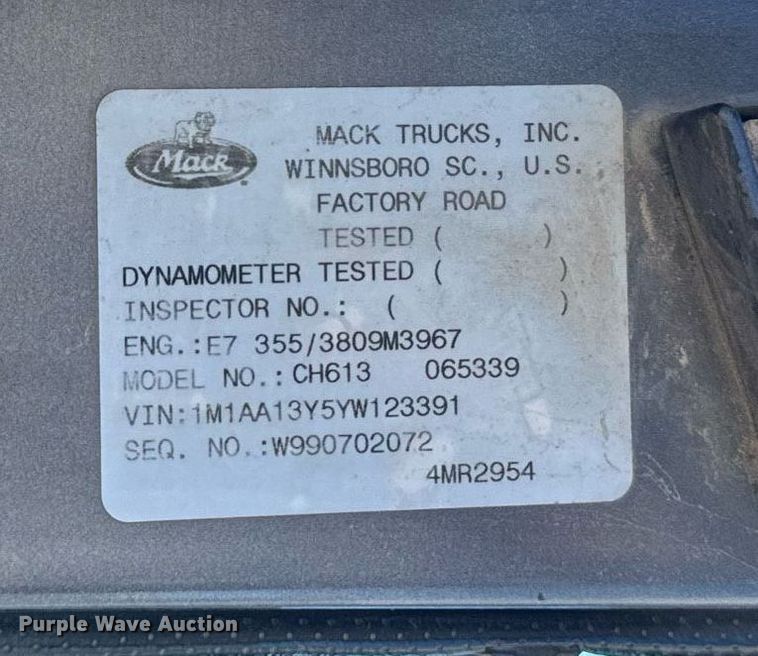 Mack
MACK TRUCKS, INC.
WINNSBORO SC., U.S.
FACTORY ROAD
TESTED ( )
DYNAMOMETER TESTED ( )
INSPECTOR NO.: ( )
ENG.:E7 355/3809M3967
MODEL NO.:CH613 065339
VIN:1M1AA13Y5YW123391
SEQ. NO.:W990702072
4MR2954
Purple Wave Auction